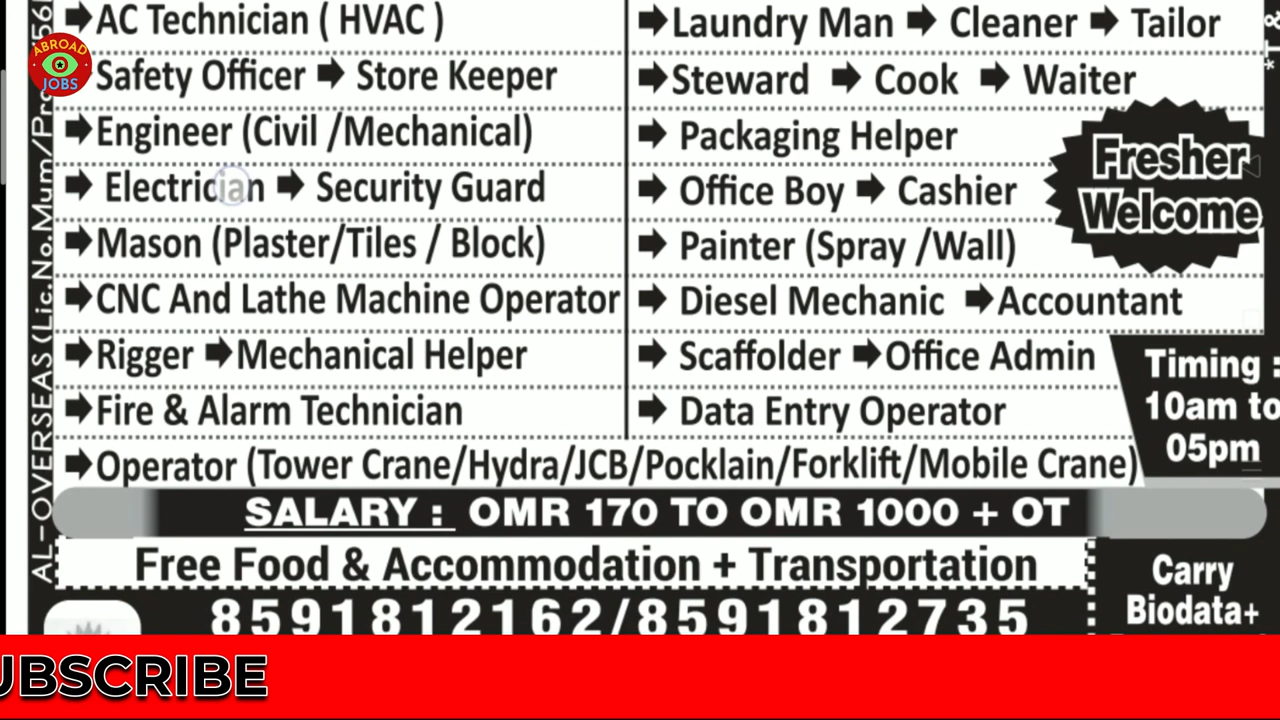 ABROAD
JOBS
AL-OVERSEAS (Lic.No.Mum/
➡AC Technician ( HVAC )
➡Safety Officer ➡ Store Keeper
➡Engineer (Civil /Mechanical)
➡ Electrician ➡ Security Guard
➡Mason (Plaster/Tiles / Block)
➡CNC And Lathe Machine Operator
➡Rigger ➡Mechanical Helper
➡Fire & Alarm Technician
➡Laundry Man ➡ Cleaner ➡ Tailor
➡Steward ➡ Cook ➡ Waiter
➡ Packaging Helper
➡ Office Boy ➡ Cashier
➡ Painter (Spray /Wall)
➡ Diesel Mechanic ➡Accountant
➡ Scaffolder ➡Office Admin
➡ Data Entry Operator
➡Operator (Tower Crane/Hydra/JCB/Pocklain/Forklift/Mobile Crane)
Fresher
Welcome
Timing :
10am to
05pm
SALARY : OMR 170 TO OMR 1000 + OT
Free Food & Accommodation + Transportation
8591812162/8591812735
Carry
Biodata+
UBSCRIBE